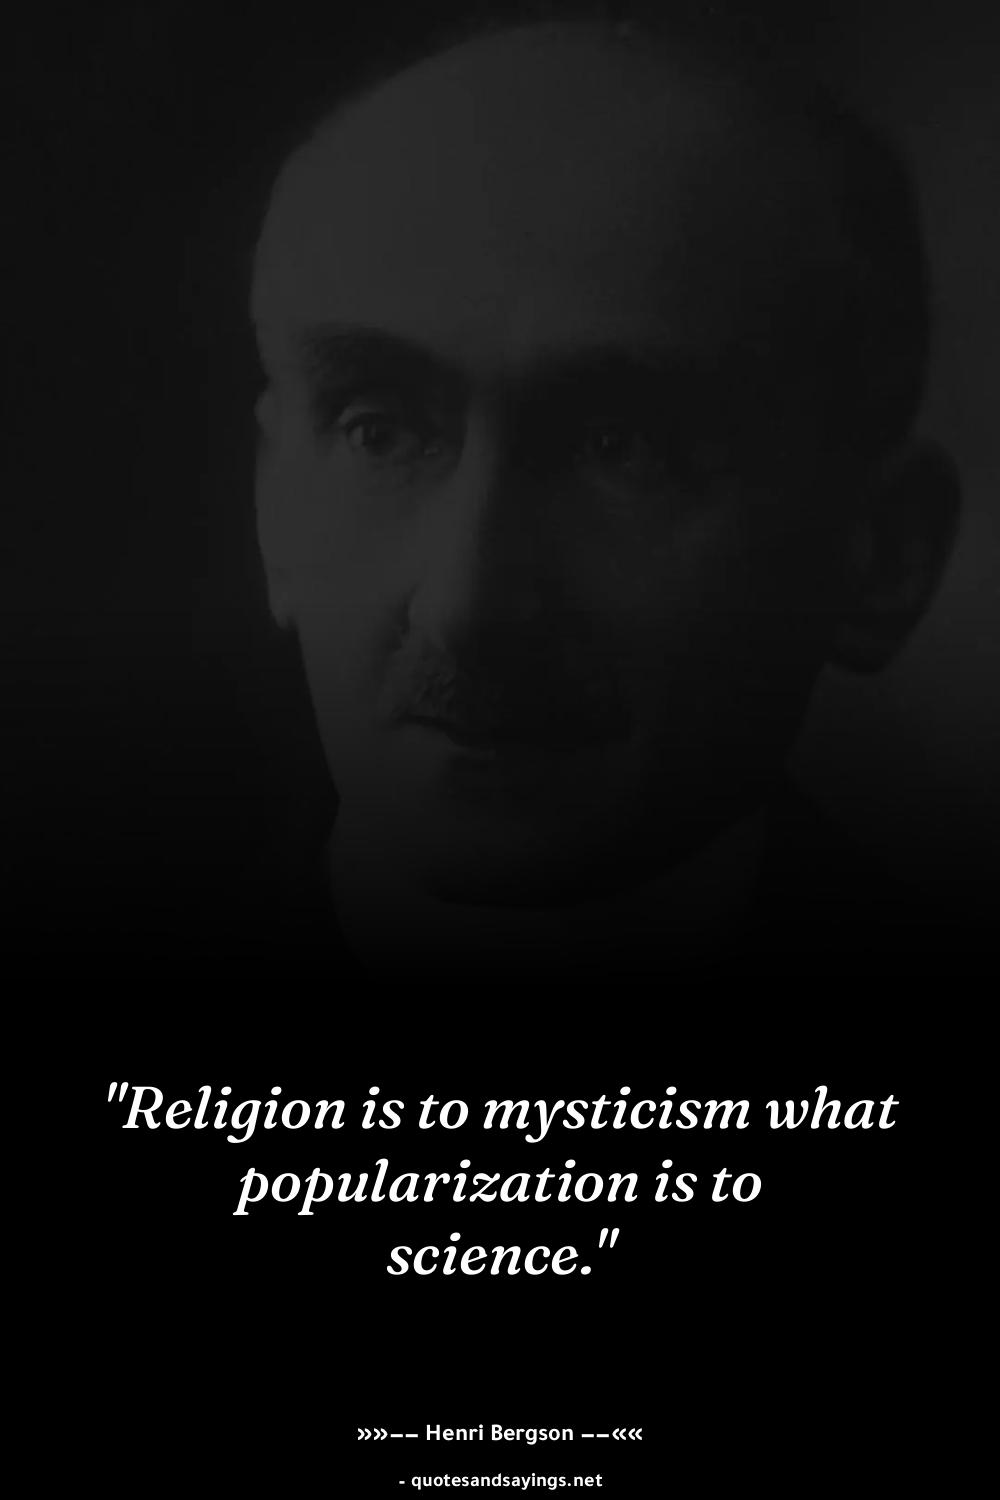 "Religion is to mysticism what
popularization is to
science."
»»–– Henri Bergson ––««
- quotesandsayings.net